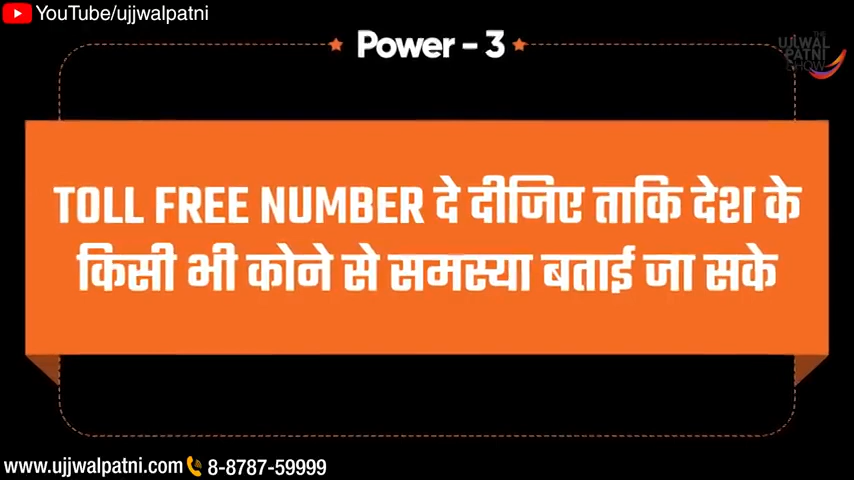 YouTube/ujjwalpatni
Power - 3
THE
UJJWAL
PATNI
SHOW
TOLL FREE NUMBER दे दीजिए ताकि देश के
किसी भी कोने से समस्या बताई जा सके
www.ujjwalpatni.com 8-8787-59999